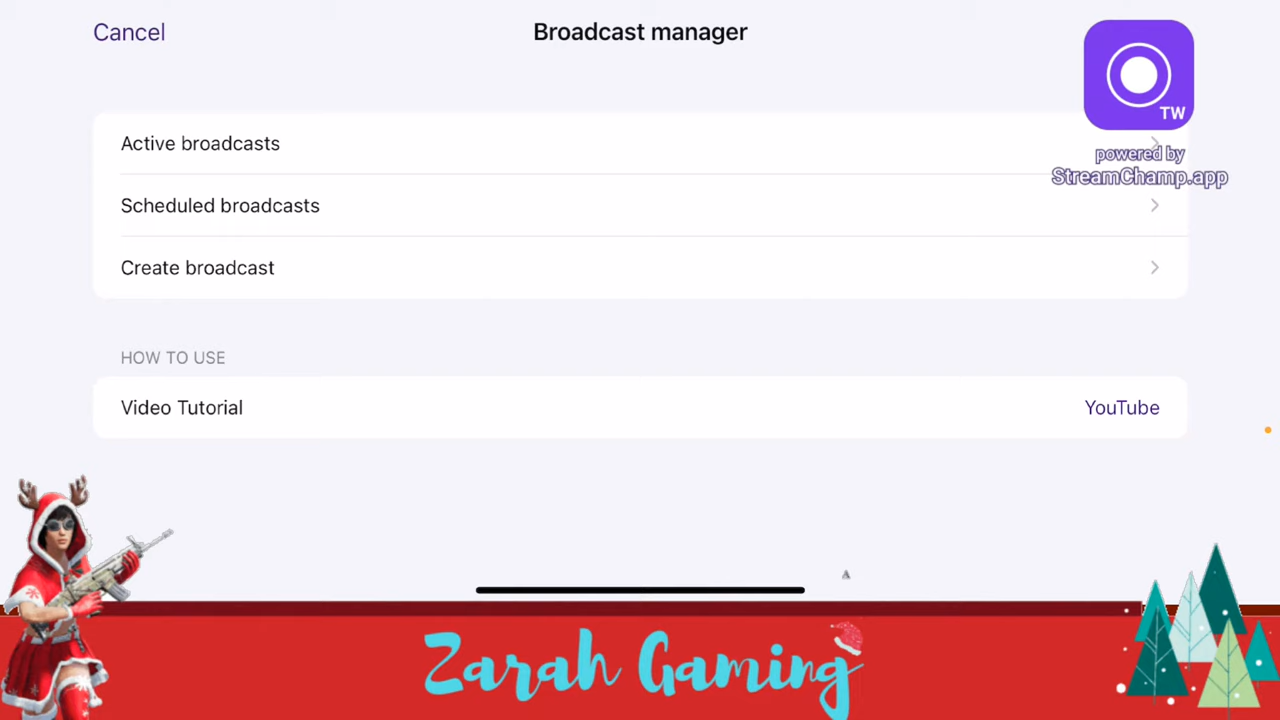 Cancel
Broadcast manager
TW
powered by
StreamChamp.app
Active broadcasts
Scheduled broadcasts
Create broadcast
HOW TO USE
Video Tutorial
YouTube
A
Zarah Gaming